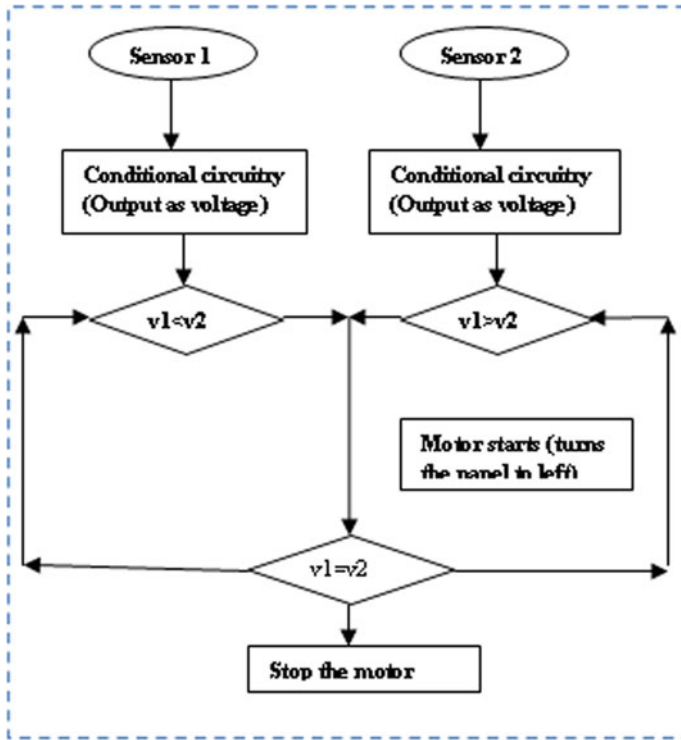 Sensor 1
Sensor 2
Conditional circuitry
(Output as voltage)
Conditional circuitry
(Output as voltage)
v1<v2
v1>v2
Motor starts (turns
the panel in left)
v1=v2
Stop the motor